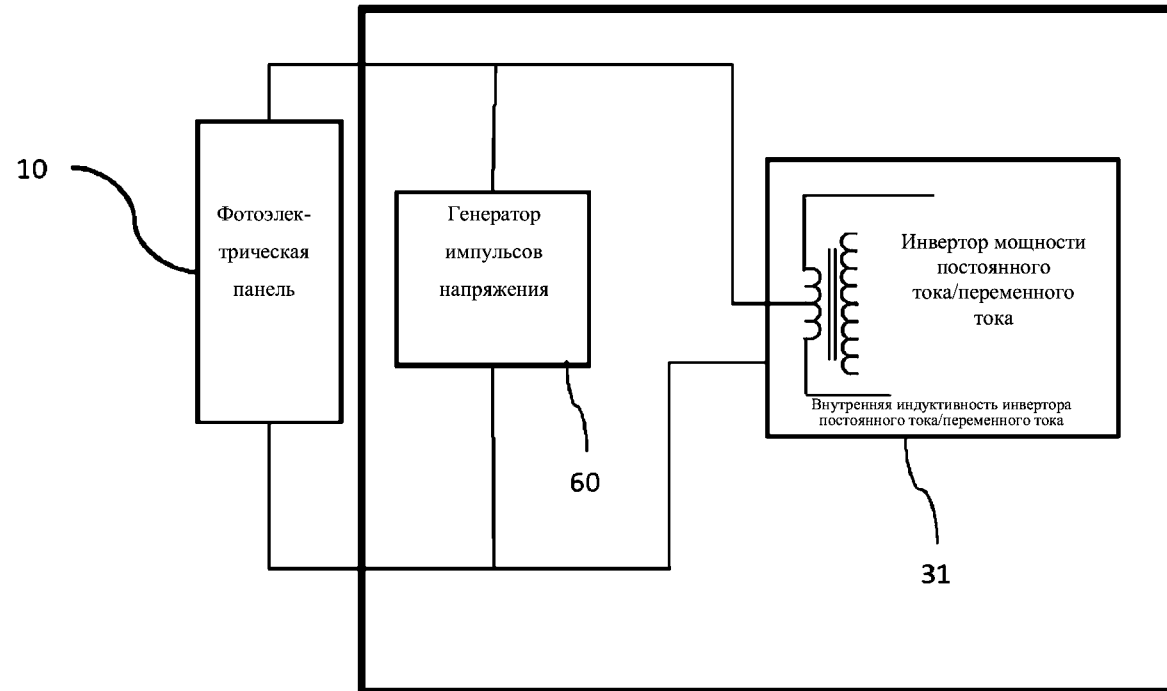 10
Фотоэлек-
трическая
панель
Генератор
импульсов
напряжения
60
Инвертор мощности
постоянного
тока/переменного
тока
Внутренняя индуктивность инвертора
постоянного тока/переменного тока
31